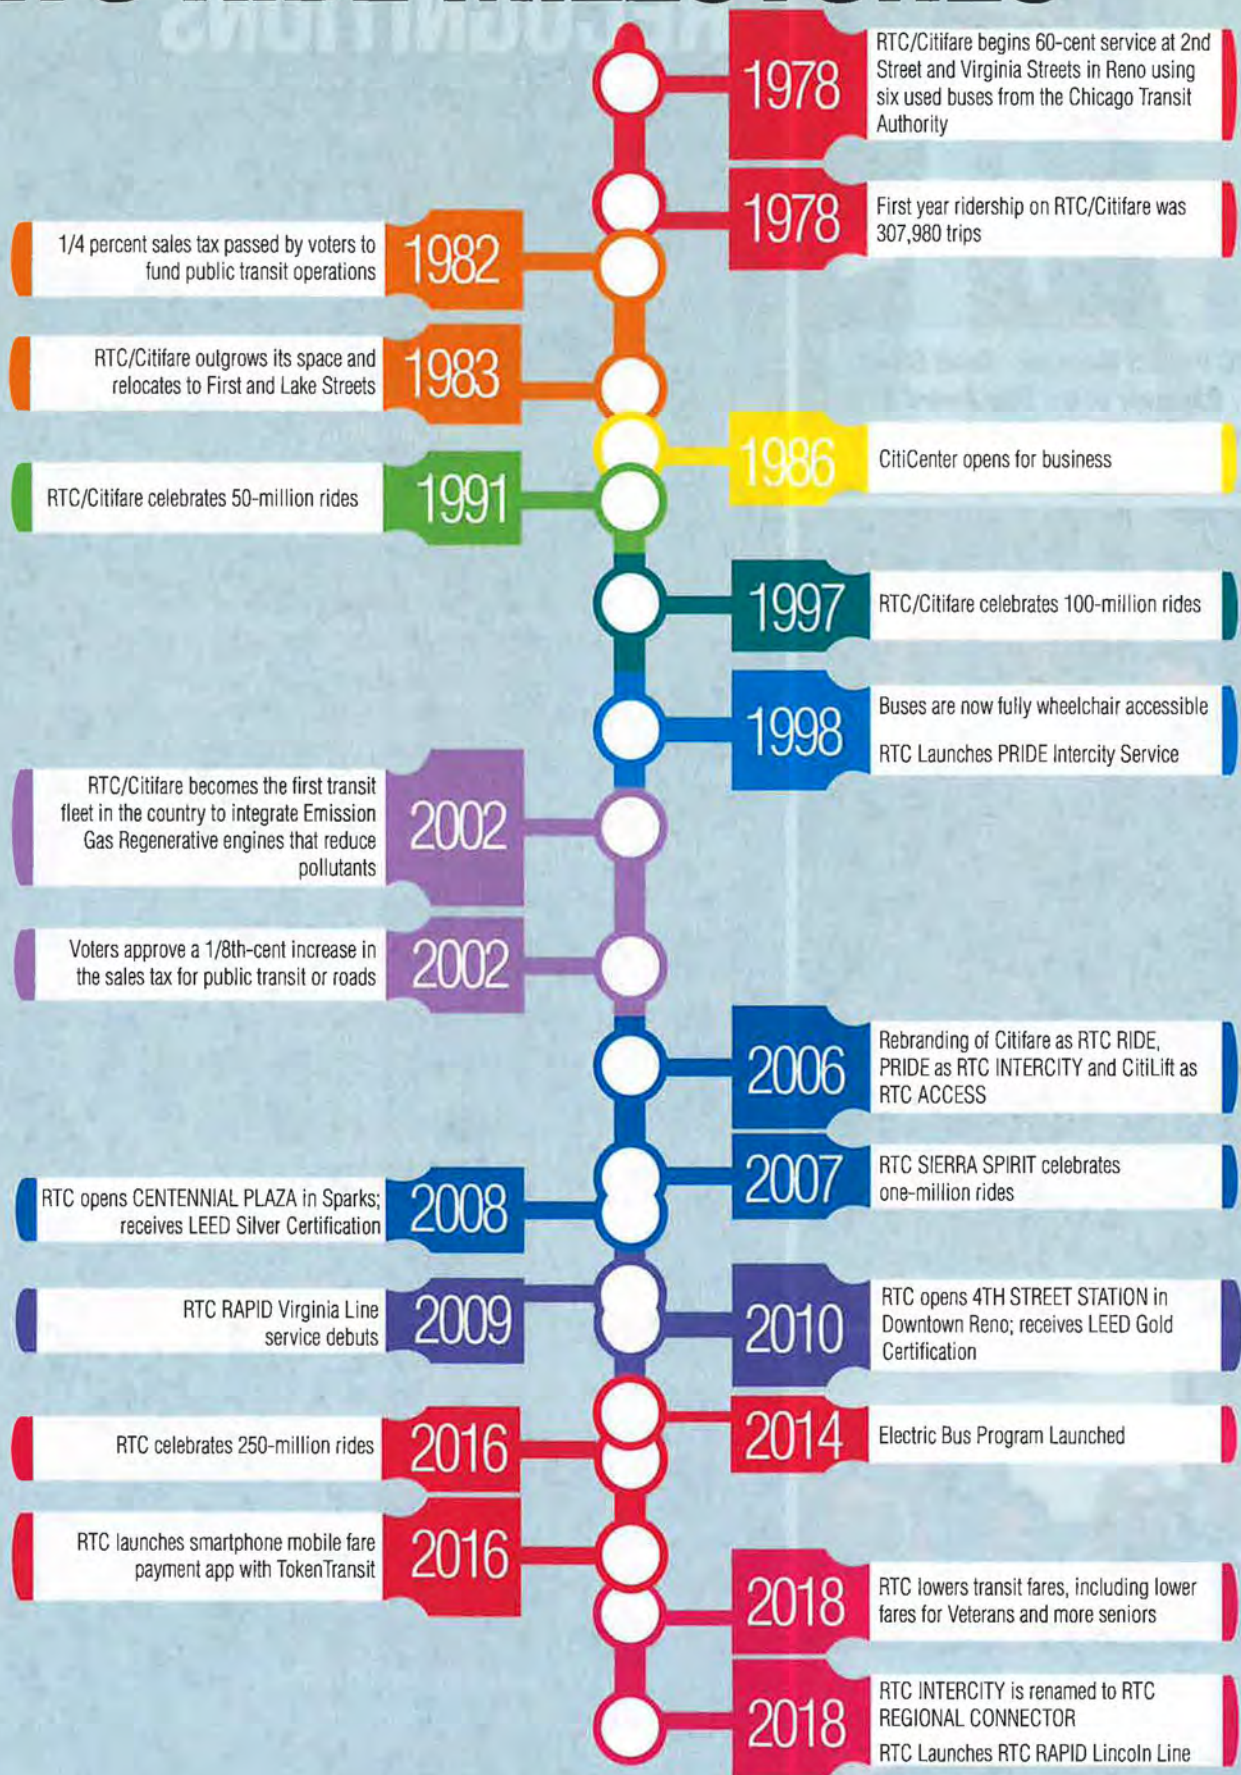 RIDE MILESTONES
1978
RTC/Citifare begins 60-cent service at 2nd
Street and Virginia Streets in Reno using
six used buses from the Chicago Transit
Authority
1978
First year ridership on RTC/Citifare was
307,980 trips
1/4 percent sales tax passed by voters to
fund public transit operations
1982
RTC/Citifare outgrows its space and
relocates to First and Lake Streets
1983
1986
CitiCenter opens for business
RTC/Citifare celebrates 50-million rides
1991
1997
RTC/Citifare celebrates 100-million rides
1998
Buses are now fully wheelchair accessible
RTC Launches PRIDE Intercity Service
RTC/Citifare becomes the first transit
fleet in the country to integrate Emission
Gas Regenerative engines that reduce
pollutants
2002
Voters approve a 1/8th-cent increase in
the sales tax for public transit or roads
2002
2006
Rebranding of Citifare as RTC RIDE,
PRIDE as RTC INTERCITY and CitiLift as
RTC ACCESS
2007
RTC SIERRA SPIRIT celebrates
one-million rides
RTC opens CENTENNIAL PLAZA in Sparks;
receives LEED Silver Certification
2008
RTC RAPID Virginia Line
service debuts
2009
2010
RTC opens 4TH STREET STATION in
Downtown Reno; receives LEED Gold
Certification
2014
Electric Bus Program Launched
RTC celebrates 250-million rides
2016
RTC launches smartphone mobile fare
payment app with TokenTransit
2016
2018
RTC lowers transit fares, including lower
fares for Veterans and more seniors
2018
RTC INTERCITY is renamed to RTC
REGIONAL CONNECTOR
RTC Launches RTC RAPID Lincoln Line